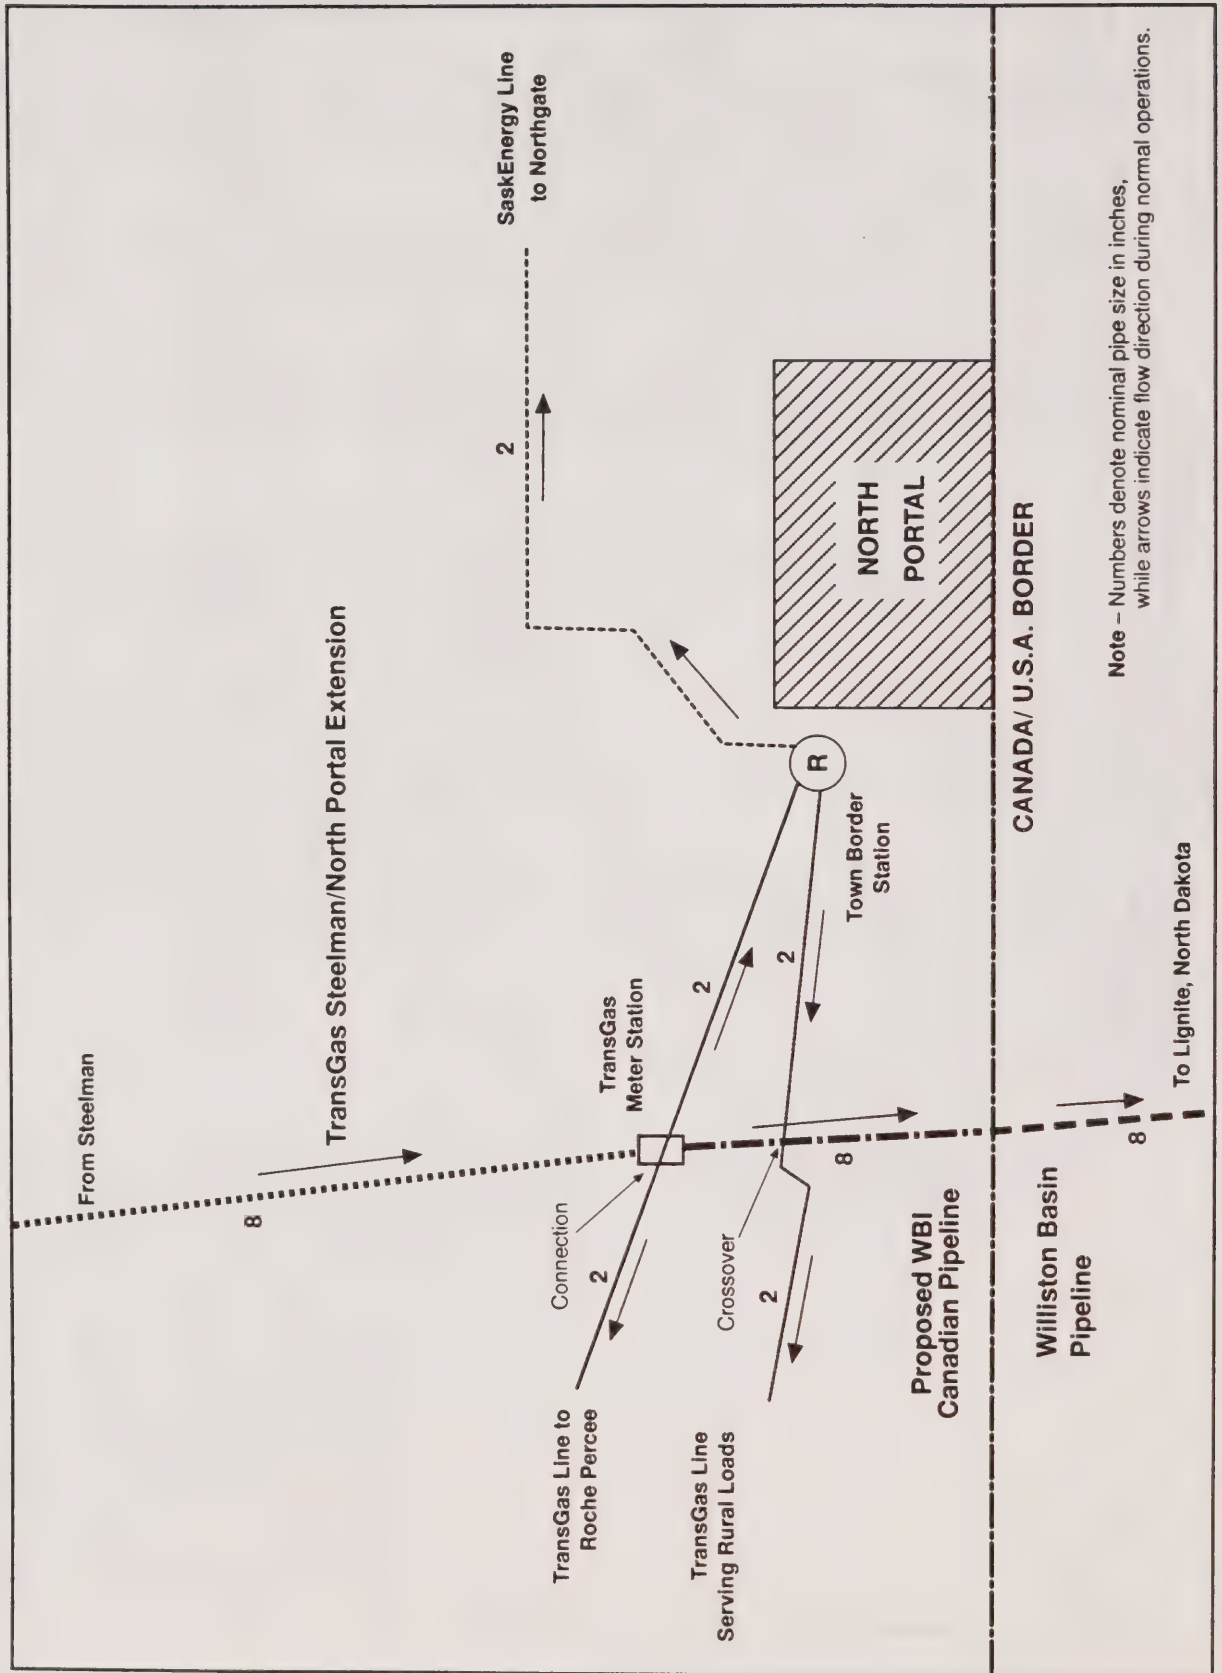 From Steelman
8
TransGas Steelman/North Portal Extension
SaskEnergy Line
to Northgate
2
Connection
TransGas
Meter Station
2
2
TransGas Line to
Roche Percee
Crossover
2
2
TransGas Line
Serving Rural Loads
8
R
Town Border
Station
NORTH
PORTAL
Proposed WBI
Canadian Pipeline
CANADA/ U.S.A. BORDER
Williston Basin
Pipeline
8
To Lignite, North Dakota
Note – Numbers denote nominal pipe size in inches,
while arrows indicate flow direction during normal operations.